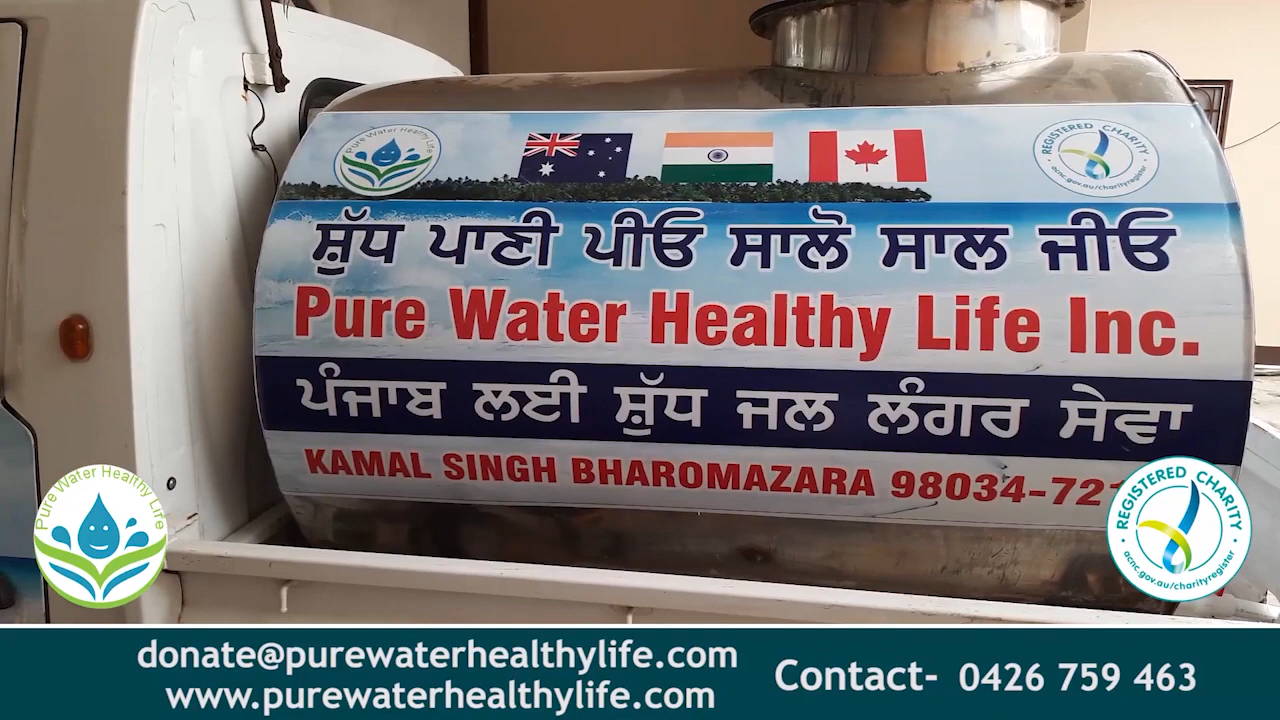 Pure Water Healthy Life
REGISTERED CHARITY
acnc.gov.au/charityregister
ਸ਼ੁੱਧ ਪਾਣੀ ਪੀਓ ਸਾਲੋ ਸਾਲ ਜੀਓ
Pure Water Healthy Life Inc.
ਪੰਜਾਬ ਲਈ ਸ਼ੁੱਧ ਜਲ ਲੰਗਰ ਸੇਵਾ
KAMAL SINGH BHAROMAZARA 98034-72
Pure Water Healthy Life
REGISTERED CHARITY
acnc.gov.au/charityregister
donate@purewaterhealthylife.com
www.purewaterhealthylife.com
Contact- 0426 759 463